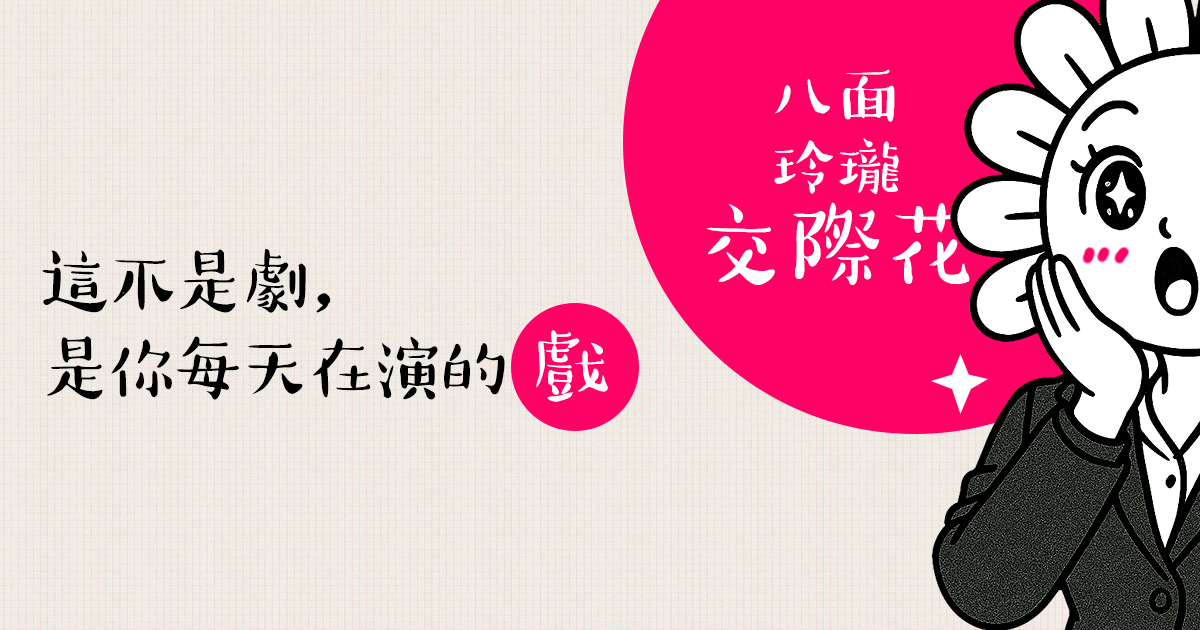 八面
玲瓏
交際花
這不是劇，
是你每天在演的戲